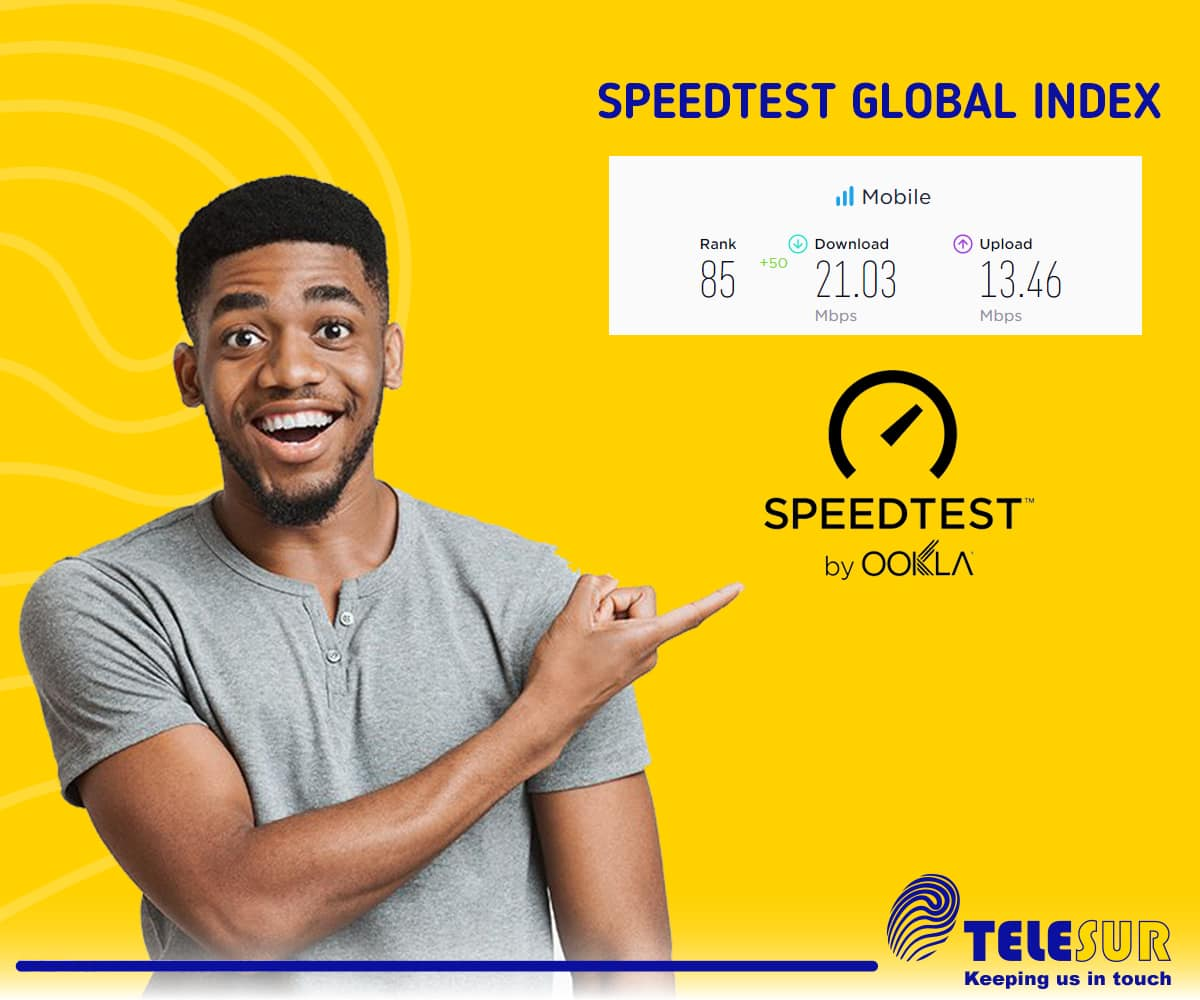 SPEEDTEST GLOBAL INDEX
Mobile
Rank Download Upload
85 +50 21.03 13.46
Mbps Mbps
SPEEDTEST™
by OOKLA
TELESUR
Keeping us in touch